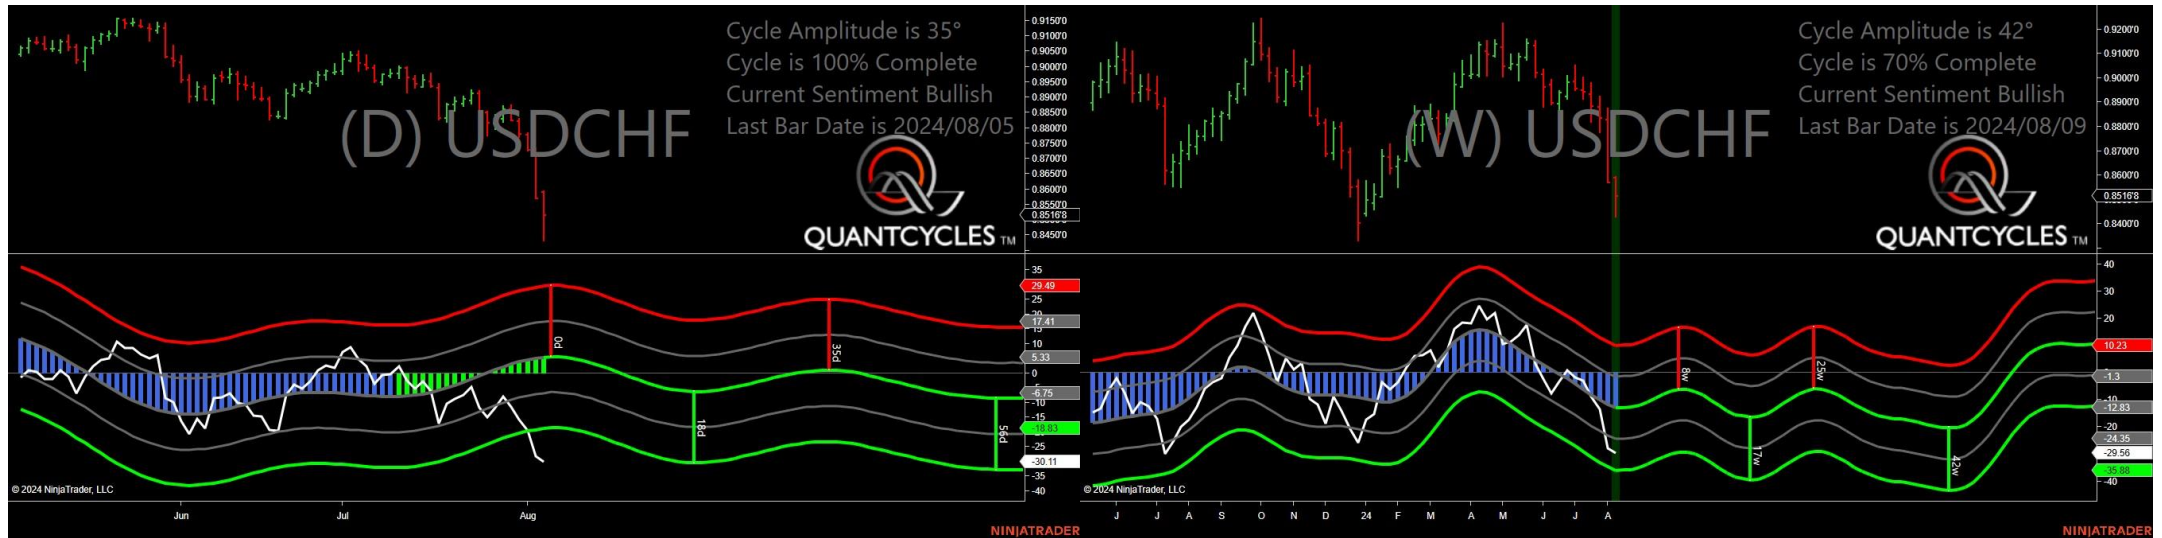 Cycle Amplitude is 35°
Cycle is 100% Complete
Current Sentiment Bullish
Last Bar Date is 2024/08/05
(D) USDCHF
QUANTCYCLES TM
0.9150'0
0.9100'0
0.9050'0
0.9000'0
0.8950'0
0.8900'0
0.8850'0
0.8800'0
0.8750'0
0.8700'0
0.8650'0
0.8600'0
0.8550'0
0.8516'8
0.8450'0
35
29.49
25
20
17.41
15
10
5.33
0
-6.75
-10
-15
-18.83
-25
-30.11
-35
-40
0d
18d
35d
56d
© 2024 NinjaTrader, LLC
Jun Jul Aug
NINJATRADER
Cycle Amplitude is 42°
Cycle is 70% Complete
Current Sentiment Bullish
Last Bar Date is 2024/08/09
(W) USDCHF
QUANTCYCLES TM
0.9200'0
0.9100'0
0.9000'0
0.8900'0
0.8800'0
0.8700'0
0.8600'0
0.8516'8
0.8400'0
40
30
20
10.23
-1.3
-10
-12.83
-20
-24.35
-29.56
-35.88
-40
8w
17w
25w
42w
© 2024 NinjaTrader, LLC
J J A S O N D 24 F M A M J J A
NINJATRADER